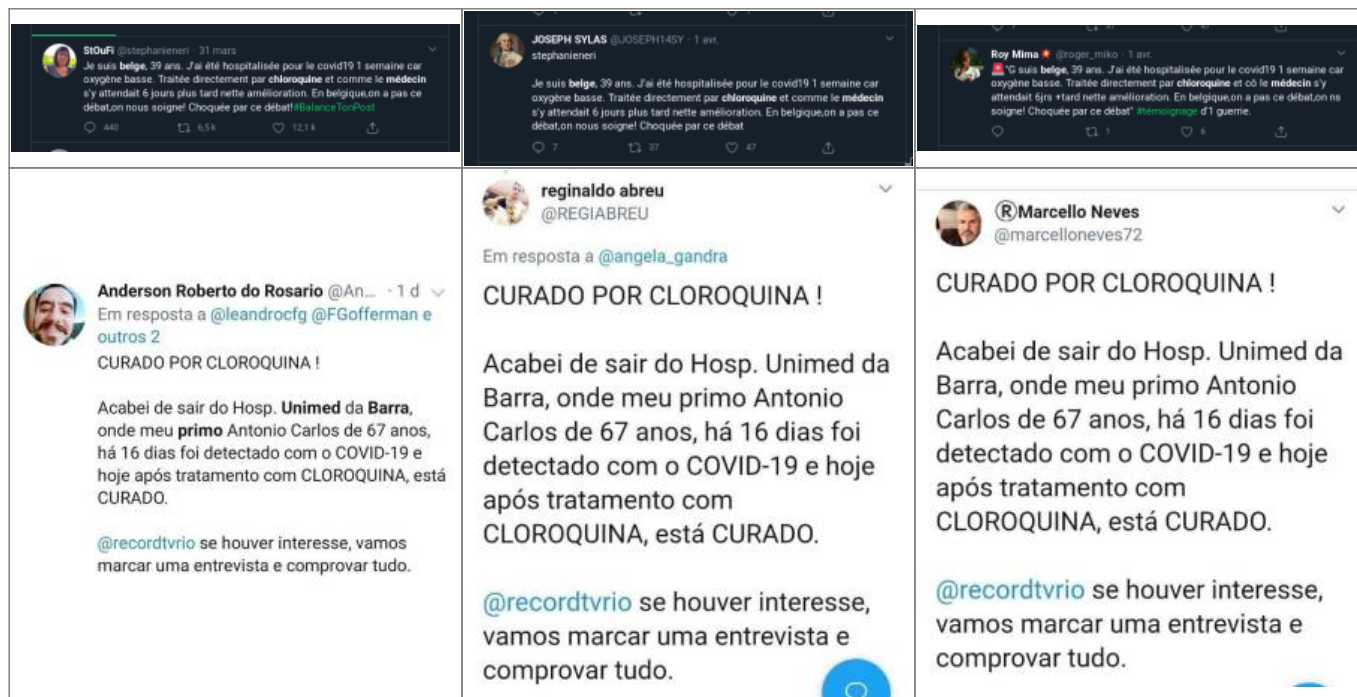 StOuFi @stephanieneri · 31 mars
Je suis belge, 39 ans. J'ai été hospitalisée pour le covid19 1 semaine car
oxygène basse. Traitée directement par chloroquine et comme le médecin
s'y attendait 6 jours plus tard nette amélioration. En belgique,on a pas ce
débat,on nous soigne! Choquée par ce débat!#BalanceTonPost
440 6,5k 12,1k
JOSEPH SYLAS @JOSEPH14SY · 1 avr.
stephanieneri
Je suis belge, 39 ans. J'ai été hospitalisée pour le covid19 1 semaine car
oxygène basse. Traitée directement par chloroquine et comme le médecin
s'y attendait 6 jours plus tard nette amélioration. En belgique,on a pas ce
débat,on nous soigne! Choquée par ce débat
7 37 47
Roy Mima @roger_miko · 1 avr.
"G suis belge, 39 ans. J'ai été hospitalisée pour le covid19 1 semaine car
oxygène basse. Traitée directement par chloroquine et cô le médecin s'y
attendait 6jrs +tard nette amélioration. En belgique,on a pas ce débat,on ns
soigne! Choquée par ce débat" #témoignage d'1 guerrie.
1 6
Anderson Roberto do Rosario @An... · 1 d
Em resposta a @leandrocfg @FGofferman e
outros 2
CURADO POR CLOROQUINA !
Acabei de sair do Hosp. Unimed da Barra,
onde meu primo Antonio Carlos de 67 anos,
há 16 dias foi detectado com o COVID-19 e
hoje após tratamento com CLOROQUINA, está
CURADO.
@recordtvrio se houver interesse, vamos
marcar uma entrevista e comprovar tudo.
reginaldo abreu
@REGIABREU
Em resposta a @angela_gandra
CURADO POR CLOROQUINA !
Acabei de sair do Hosp. Unimed da
Barra, onde meu primo Antonio
Carlos de 67 anos, há 16 dias foi
detectado com o COVID-19 e hoje
após tratamento com
CLOROQUINA, está CURADO.
@recordtvrio se houver interesse,
vamos marcar uma entrevista e
comprovar tudo.
®Marcello Neves
@marcelloneves72
CURADO POR CLOROQUINA !
Acabei de sair do Hosp. Unimed da
Barra, onde meu primo Antonio
Carlos de 67 anos, há 16 dias foi
detectado com o COVID-19 e hoje
após tratamento com
CLOROQUINA, está CURADO.
@recordtvrio se houver interesse,
vamos marcar uma entrevista e
comprovar tudo.